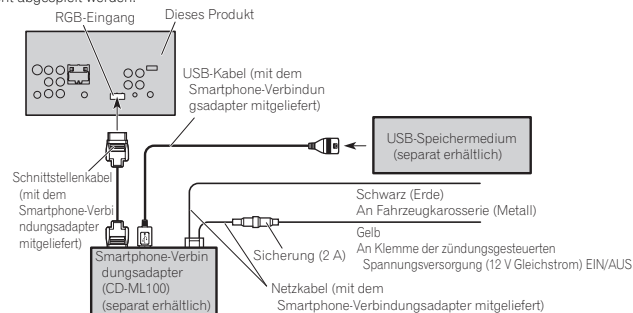 nt abgespielt werden.
RGB-Eingang
Dieses Produkt
USB-Kabel (mit dem
Smartphone-Verbindun
gsadapter mitgeliefert)
USB-Speichermedium
(separat erhältlich)
Schnittstellenkabel
(mit dem
Smartphone-Verbi
ndungsadapter
mitgeliefert)
Schwarz (Erde)
An Fahrzeugkarosserie (Metall)
Gelb
An Klemme der zündungsgesteuerten
Spannungsversorgung (12 V Gleichstrom) EIN/AUS
Sicherung (2 A)
Smartphone-Verbin
dungsadapter
(CD-ML100)
(separat erhältlich)
Netzkabel (mit dem
Smartphone-Verbindungsadapter mitgeliefert)